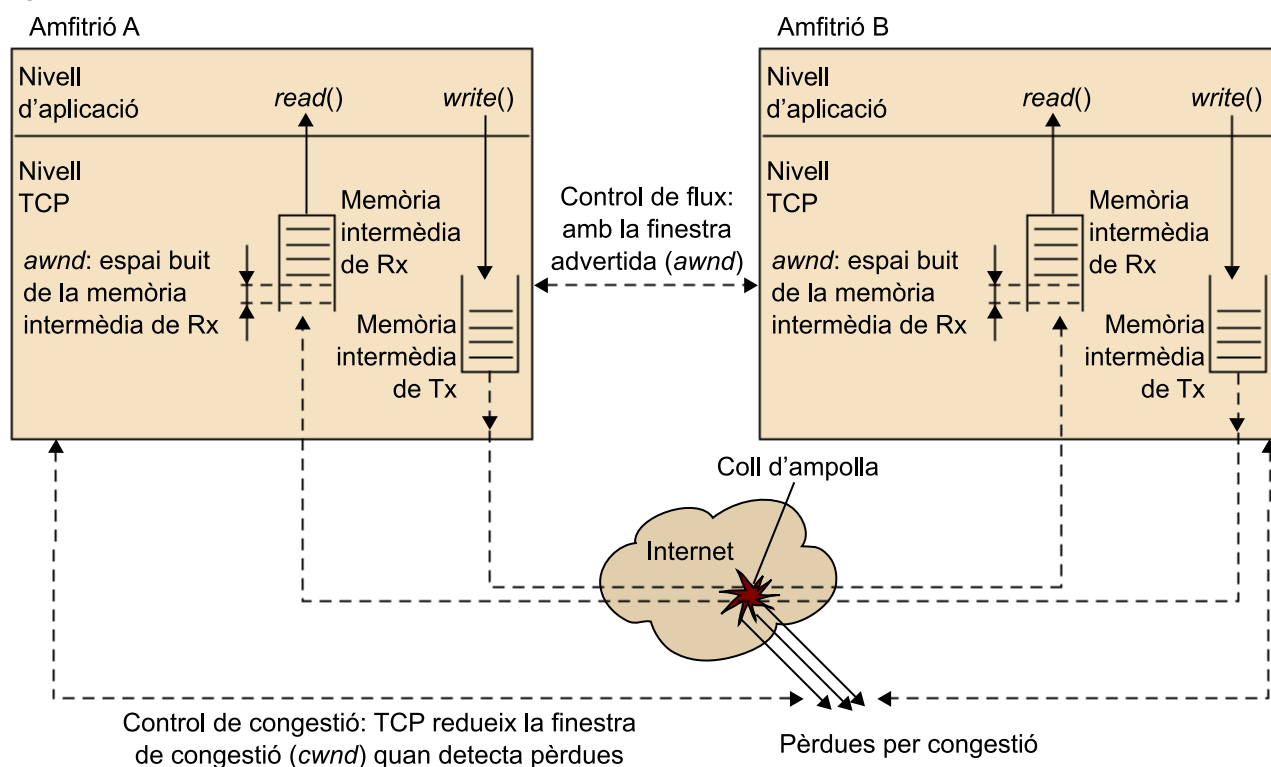 Amfitrió A
Nivell
d’aplicació
read()
write()
Nivell
TCP
Memòria
intermèdia
de Rx
awnd: espai buit
de la memòria
intermèdia de Rx
Memòria
intermèdia
de Tx
Control de flux:
amb la finestra
advertida (awnd)
Amfitrió B
Nivell
d’aplicació
read()
write()
Nivell
TCP
Memòria
intermèdia
de Rx
awnd: espai buit
de la memòria
intermèdia de Rx
Memòria
intermèdia
de Tx
Coll d’ampolla
Internet
Control de congestió: TCP redueix la finestra
de congestió (cwnd) quan detecta pèrdues
Pèrdues per congestió